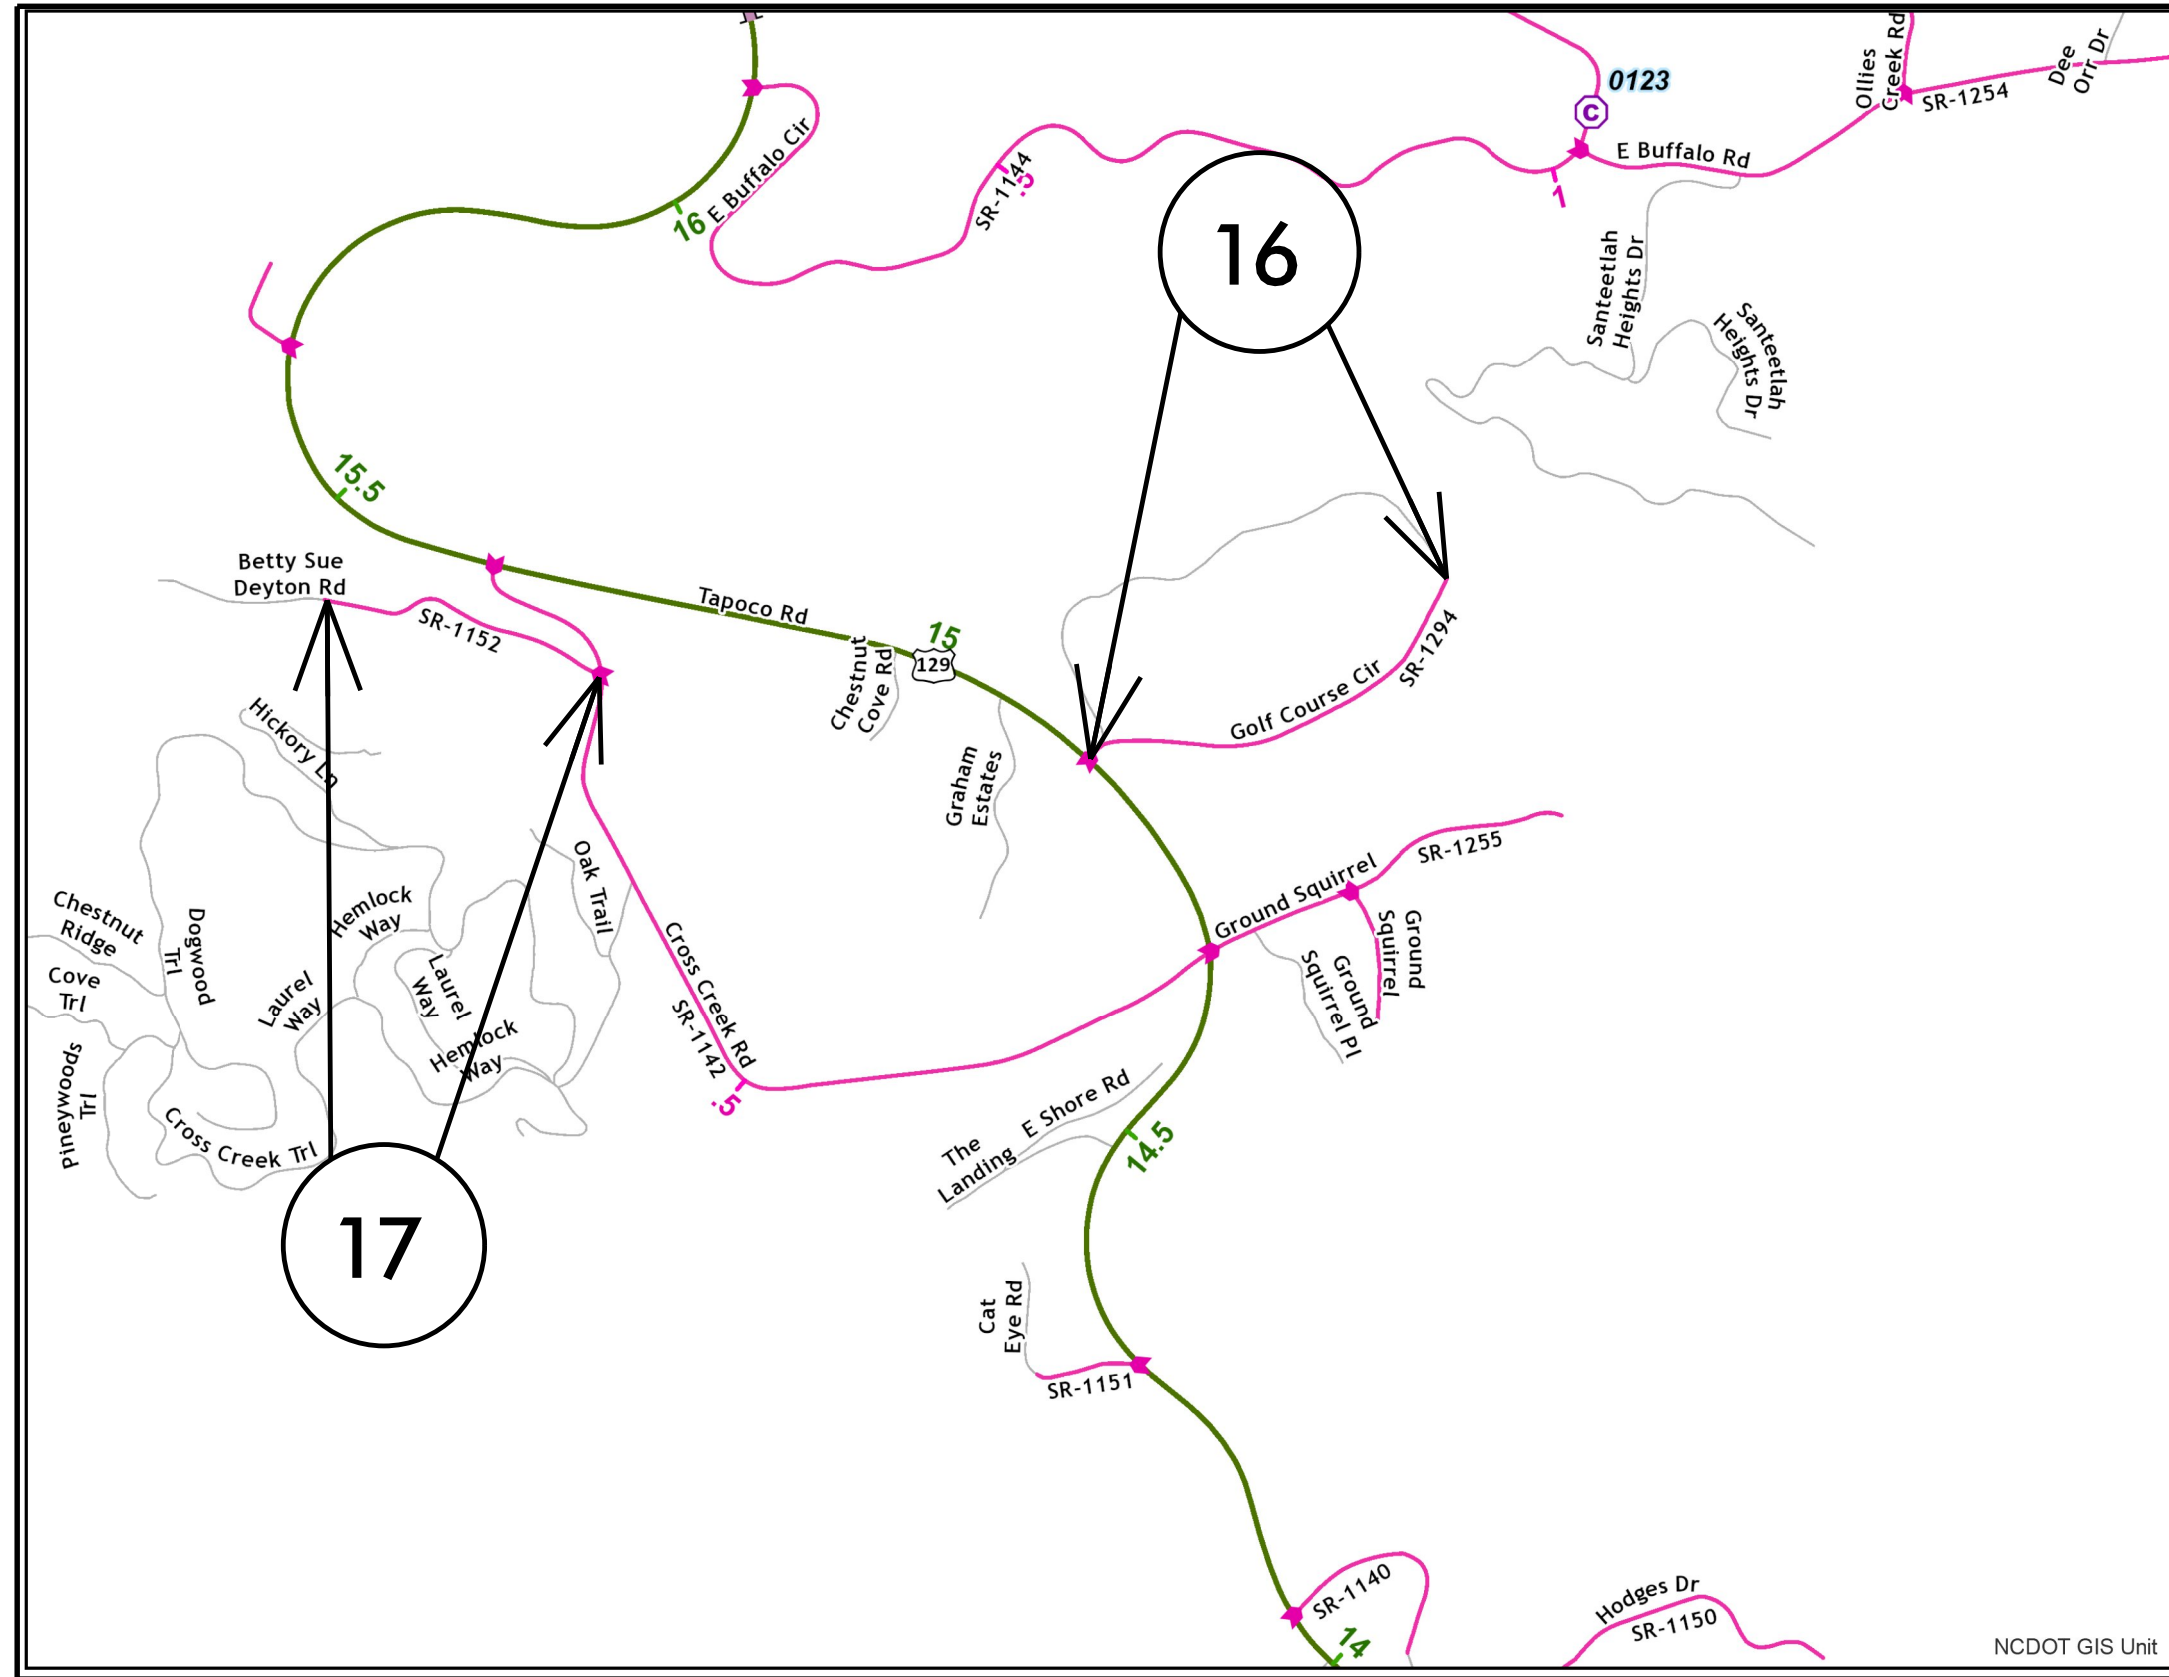 0123
C
Ollies
Creek Rd
SR-1254
Dee
Orr Dr
E Buffalo Rd
E Buffalo Cir
SR-1144
.5
1
16
16
Santeetlah
Heights Dr
Santeetlah
Heights Dr
15.5
Betty Sue
Deyton Rd
SR-1152
Tapoco Rd
15
129
Chestnut
Cove Rd
Golf Course Cir
SR-1294
Hickory Ln
Graham
Estates
Oak Trail
Ground Squirrel
SR-1255
Ground
Squirrel
Ground
Squirrel Pl
Chestnut
Ridge
Cove
Trl
Dogwood
Trl
Hemlock
Way
Laurel
Way
Laurel
Way
Hemlock
Way
Cross Creek Rd
SR-1142
.5
Pineywoods
Trl
Cross Creek Trl
E Shore Rd
The
Landing
14.5
17
Cat
Eye Rd
SR-1151
SR-1140
14
Hodges Dr
SR-1150
NCDOT GIS Unit